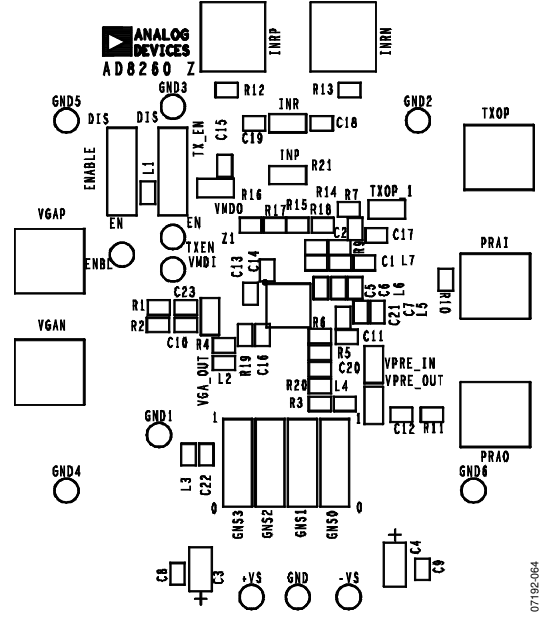 ANALOG
DEVICES
AD8260 Z
INRP
INRN
GND5
GND3
R12
R13
GND2
TXOP
DIS
DIS
TX_EN
C15
INR
C19
C18
ENABLE
L1
INP
R21
R16
R14
R7
TXOP_1
VMDO
R17
R15
R18
VGAP
EN
EN
Z1
C2
R9
C17
PRAI
TXEN
VMDI
ENBL
C13
C14
C1
L7
C5
C6
L6
R10
R1
C23
C21
C7
L5
VGAN
R2
C10
R4
R6
VGA_OUT
L2
R19
C16
R5
C11
C20
VPRE_IN
VPRE_OUT
R20
L4
R3
C12
R11
GND1
1
1
PRAO
GND4
L3
C22
GND6
0
GNS3
GNS2
GNS1
GNS0
0
C8
C3
+
+VS
GND
-VS
+
C4
C9
07192-064